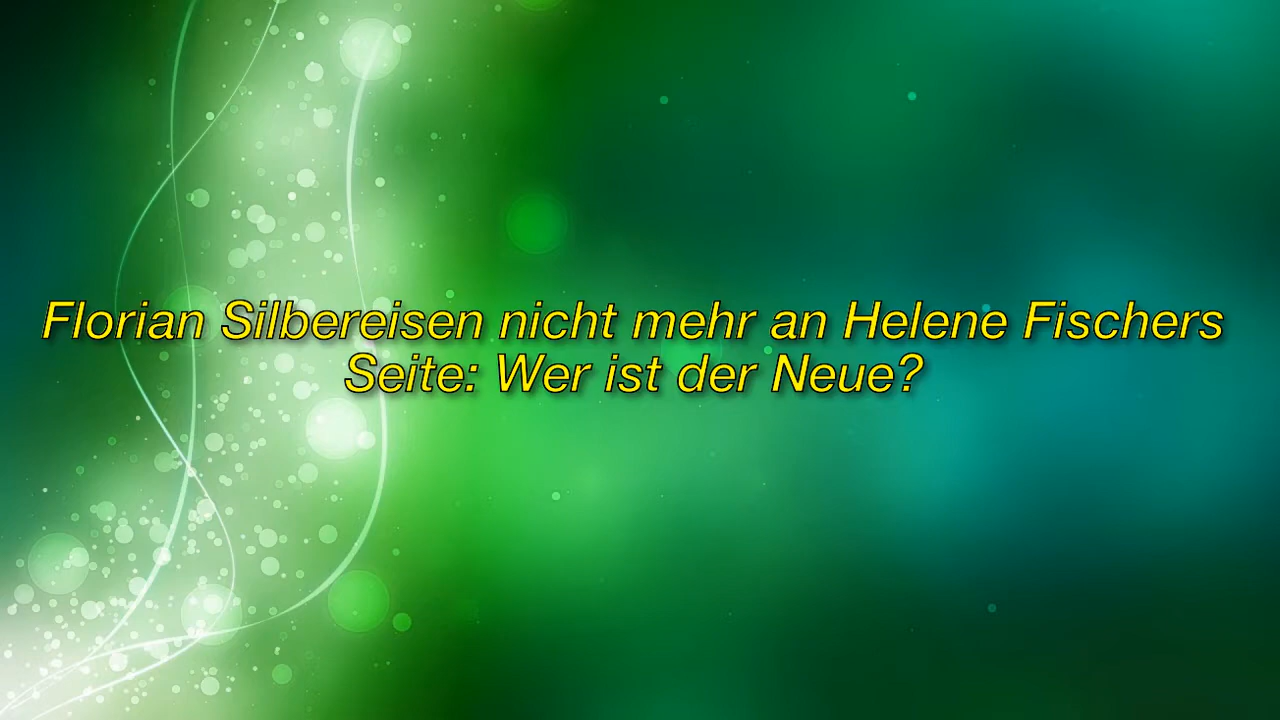 Florian Silbereisen nicht mehr an Helene Fischers
Seite: Wer ist der Neue?